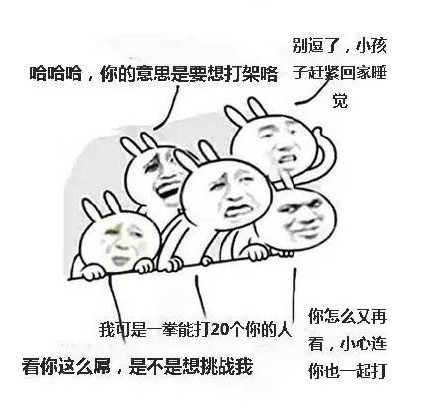 别逗了，小孩
子赶紧回家睡
觉
哈哈哈，你的意思是要想打架咯
我可是一拳能打20个你的人
看你这么屌，是不是想挑战我
你怎么又再
看，小心连
你也一起打